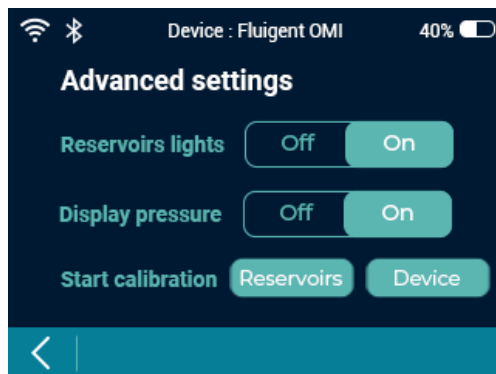 Device : Fluigent OMI 40%
Advanced settings
Reservoirs lights Off On
Display pressure Off On
Start calibration Reservoirs Device